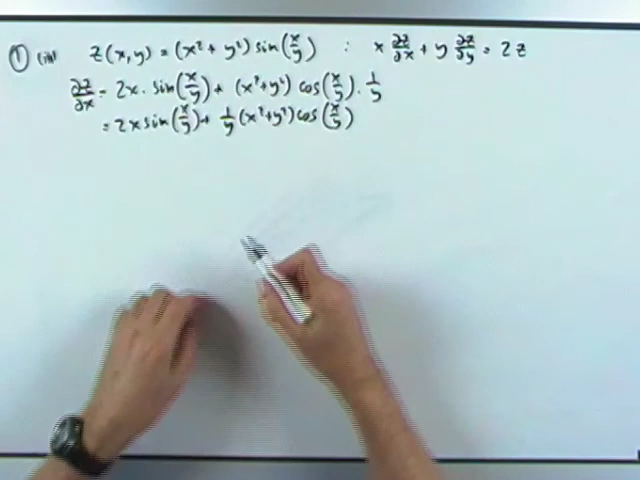 ① (iii) z(x,y) = (x² + y²) sin(x/y) : x ∂z/∂x + y ∂z/∂y = 2z
∂z/∂x = 2x · sin(x/y) + (x²+y²) cos(x/y) · 1/y
= 2x sin(x/y) + 1/y (x²+y²) cos(x/y)